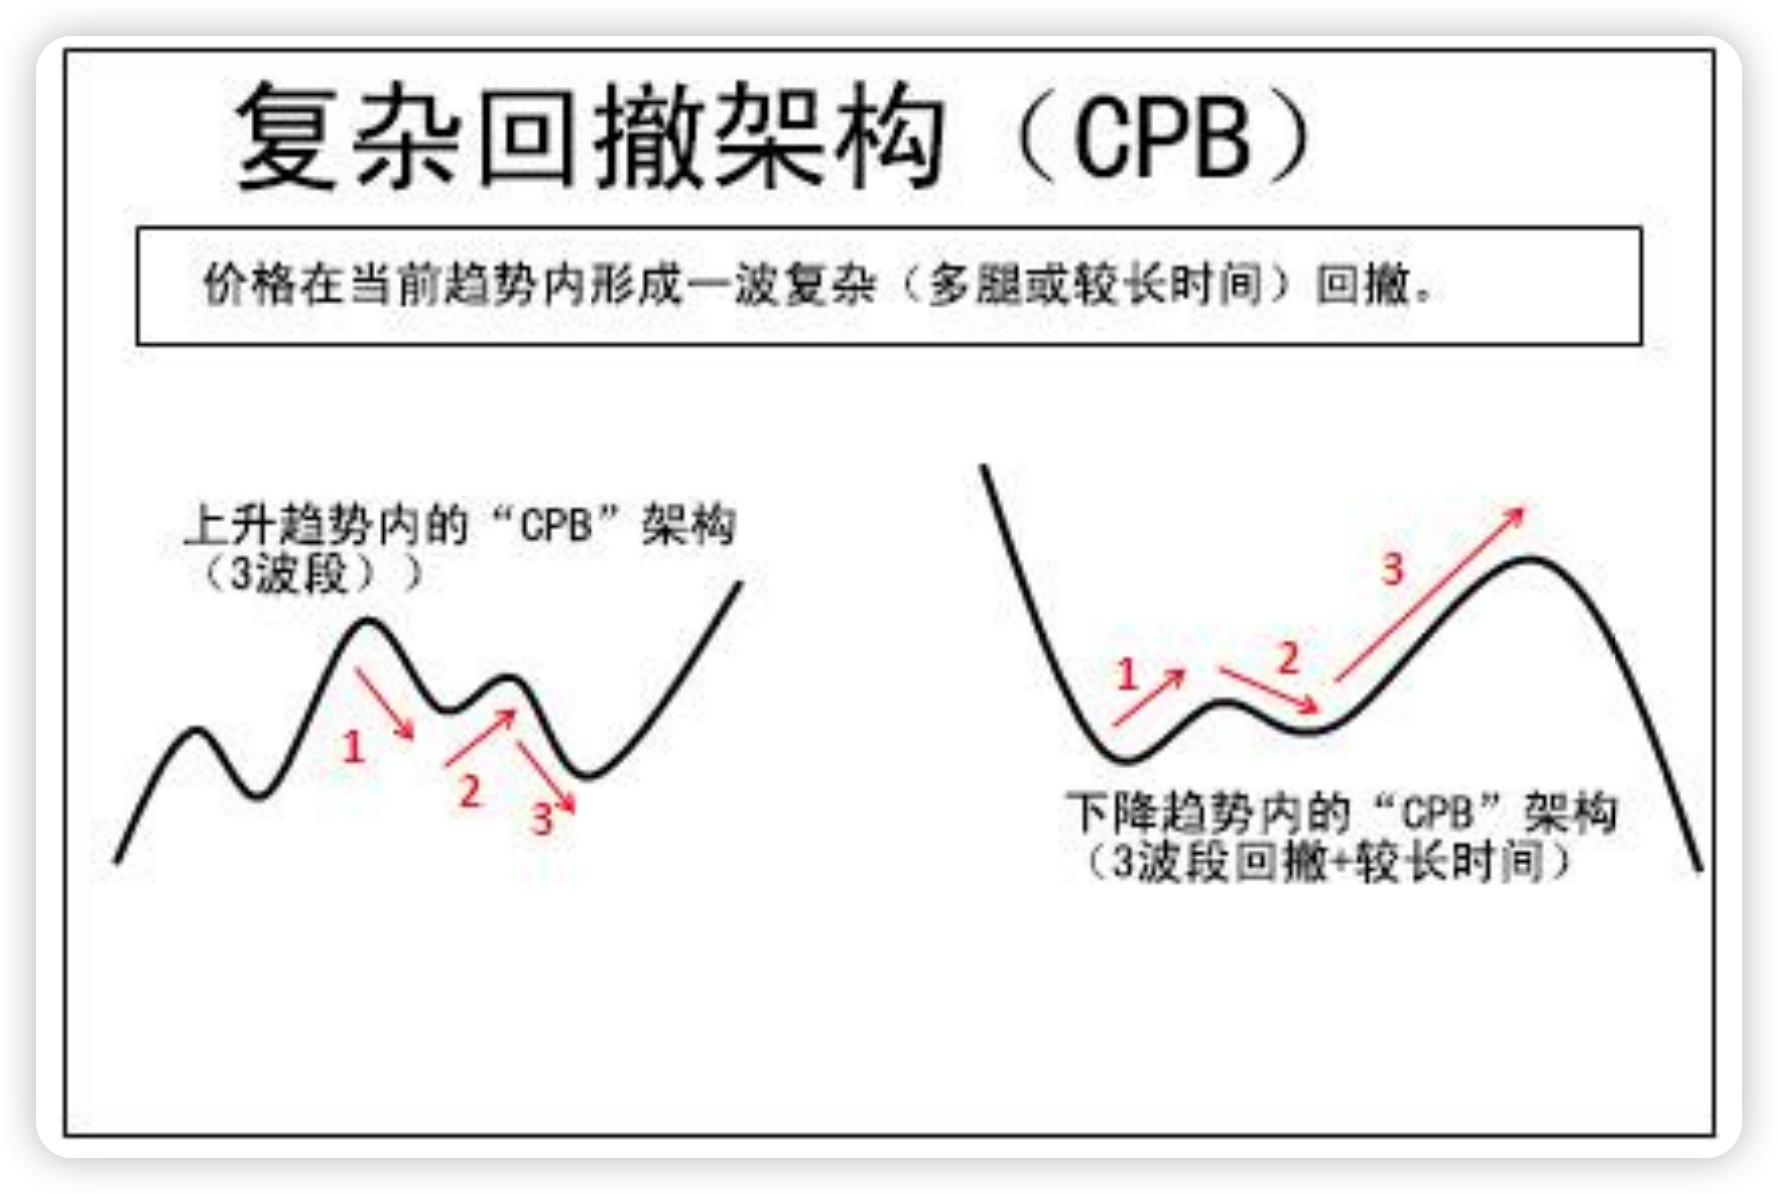 复杂回撤架构（CPB）
价格在当前趋势内形成一波复杂（多腿或较长时间）回撤。
上升趋势内的“CPB”架构
（3波段））
1
2
3
1
2
3
下降趋势内的“CPB”架构
（3波段回撤+较长时间）